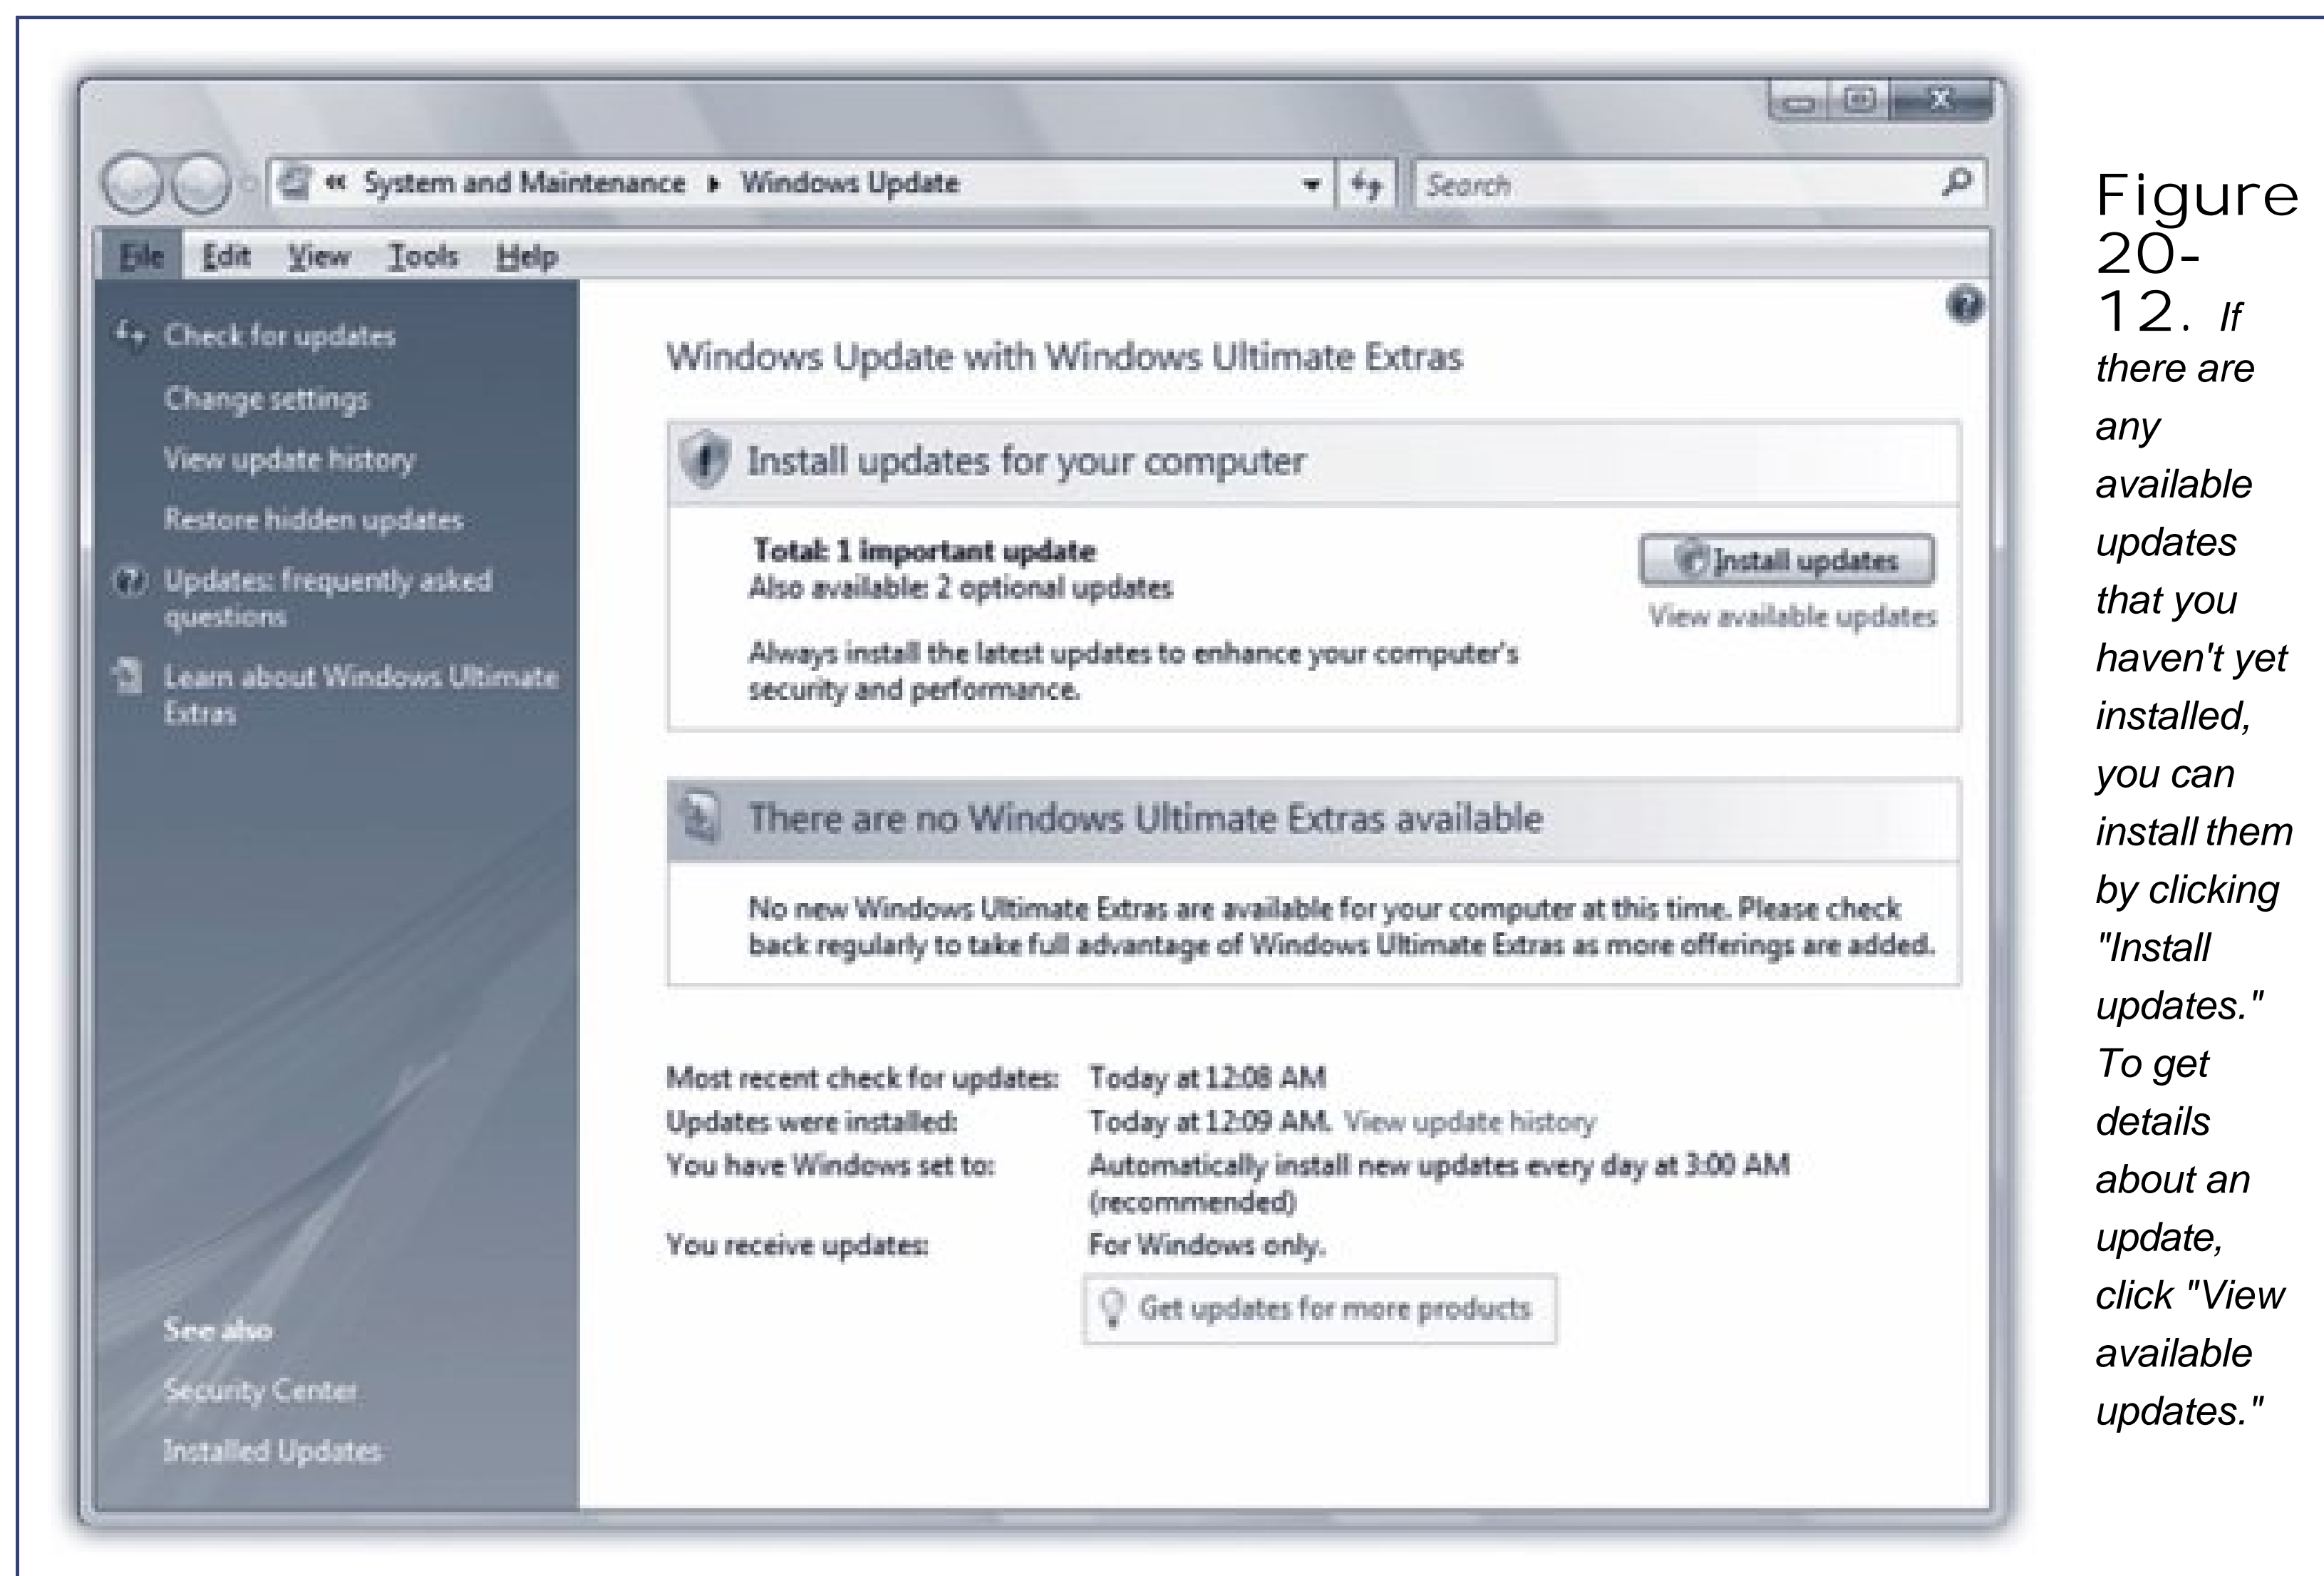 « System and Maintenance ▸ Windows Update
Search
File Edit View Tools Help
Check for updates
Change settings
View update history
Restore hidden updates
Updates: frequently asked
questions
Learn about Windows Ultimate
Extras
See also
Security Center
Installed Updates
Windows Update with Windows Ultimate Extras
Install updates for your computer
Total: 1 important update
Also available: 2 optional updates
Install updates
View available updates
Always install the latest updates to enhance your computer's
security and performance.
There are no Windows Ultimate Extras available
No new Windows Ultimate Extras are available for your computer at this time. Please check
back regularly to take full advantage of Windows Ultimate Extras as more offerings are added.
Most recent check for updates: Today at 12:08 AM
Updates were installed: Today at 12:09 AM. View update history
You have Windows set to: Automatically install new updates every day at 3:00 AM
(recommended)
You receive updates: For Windows only.
Get updates for more products
Figure
20-
12. If
there are
any
available
updates
that you
haven't yet
installed,
you can
install them
by clicking
"Install
updates."
To get
details
about an
update,
click "View
available
updates."